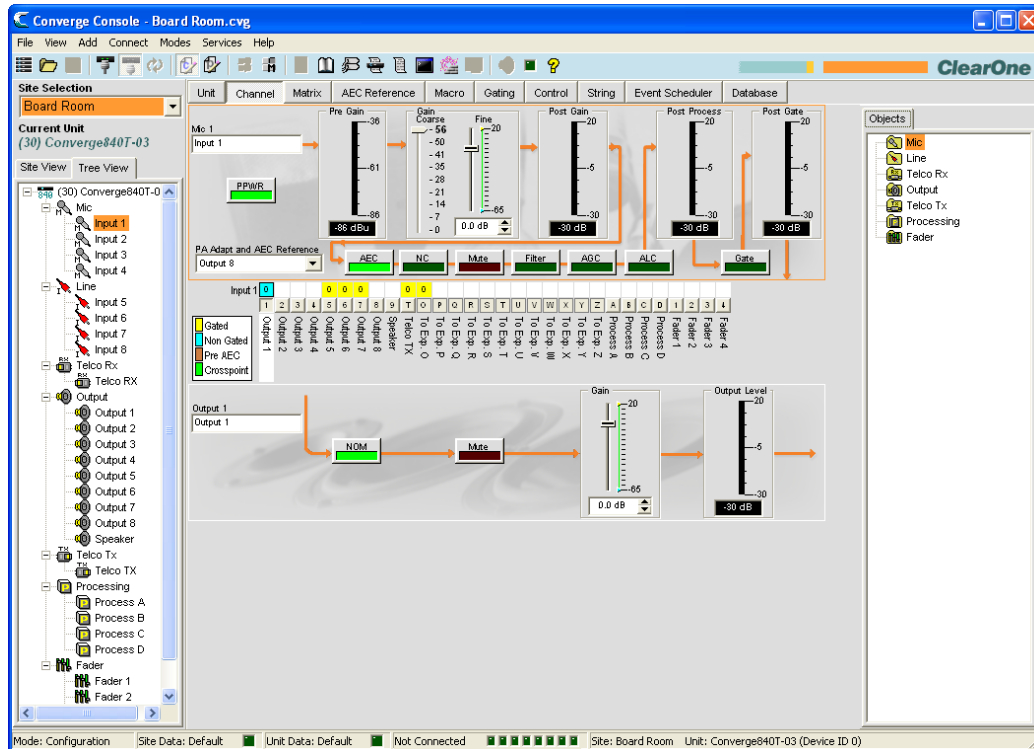 Converge Console - Board Room.cvg
File View Add Connect Modes Services Help
ClearOne
Site Selection
Board Room
Current Unit
(30) Converge840T-03
Site View Tree View
(30) Converge840T-0
Mic
Input 1
Input 2
Input 3
Input 4
Line
Input 5
Input 6
Input 7
Input 8
Telco Rx
Telco RX
Output
Output 1
Output 2
Output 3
Output 4
Output 5
Output 6
Output 7
Output 8
Speaker
Telco Tx
Telco TX
Processing
Process A
Process B
Process C
Process D
Fader
Fader 1
Fader 2
Unit Channel Matrix AEC Reference Macro Gating Control String Event Scheduler Database
Mic 1
Input 1
PPWR
Pre Gain
-36
-61
-86
-86 dBu
Gain
Coarse Fine
- 56
- 50
- 41
- 35
- 28
- 21
- 14
- 7
- 0
20
-65
0.0 dB
Post Gain
20
-5
-30
-30 dB
Post Process
20
-5
-30
-30 dB
Post Gate
20
-5
-30
-30 dB
PA Adapt and AEC Reference
Output 8
AEC NC Mute Filter AGC ALC Gate
Input 1 0 0 0 0 0 0
1 2 3 4 5 6 7 8 9 T O P Q R S T U V W X Y Z A B C D 1 2 3 4
Gated
Non Gated
Pre AEC
Crosspoint
Output 1
Output 2
Output 3
Output 4
Output 5
Output 6
Output 7
Output 8
Speaker
Telco TX
To Exp. O
To Exp. P
To Exp. Q
To Exp. R
To Exp. S
To Exp. T
To Exp. U
To Exp. V
To Exp. W
To Exp. X
To Exp. Y
To Exp. Z
Process A
Process B
Process C
Process D
Fader 1
Fader 2
Fader 3
Fader 4
Output 1
Output 1
NOM
Mute
Gain
20
-65
0.0 dB
Output Level
20
-5
-30
-30 dB
Objects
Mic
Line
Telco Rx
Output
Telco Tx
Processing
Fader
Mode: Configuration Site Data: Default Unit Data: Default Not Connected Site: Board Room Unit: Converge840T-03 (Device ID 0)